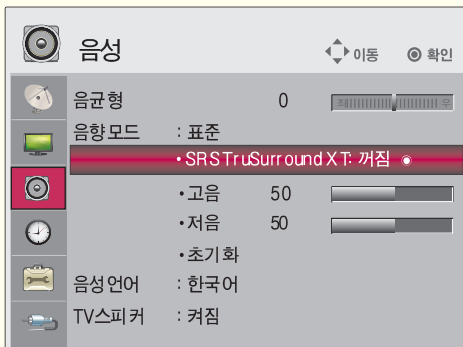 음성
이동 확인
음균형 0 좌 우
음향모드 : 표준
•SRS TruSurround XT: 꺼짐
•고음 50
•저음 50
•초기화
음성언어 : 한국어
TV스피커 : 켜짐